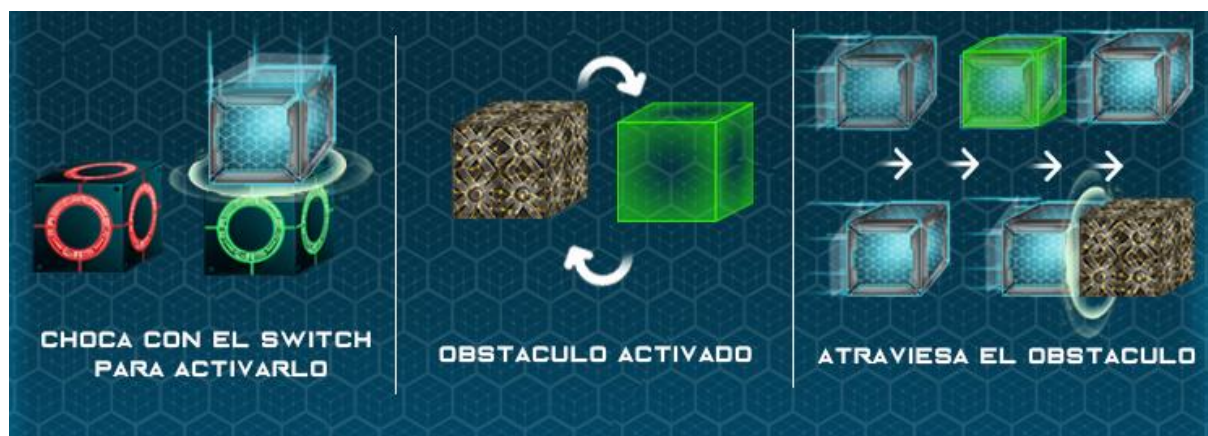 CHOCA CON EL SWITCH
PARA ACTIVARLO
OBSTACULO ACTIVADO
ATRAVIESA EL OBSTACULO